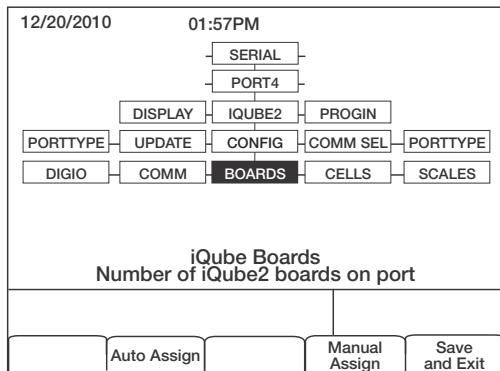 12/20/2010 01:57PM
SERIAL
PORT4
DISPLAY IQUBE2 PROGIN
PORTTYPE UPDATE CONFIG COMM SEL PORTTYPE
DIGIO COMM BOARDS CELLS SCALES
iQube Boards
Number of iQube2 boards on port
Auto Assign Manual Assign Save and Exit